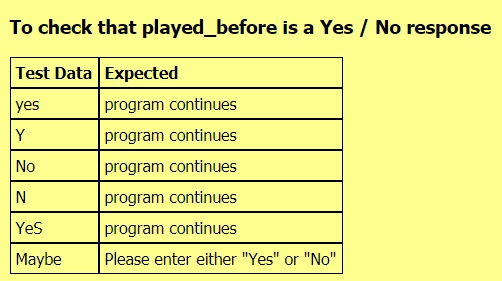 To check that played_before is a Yes / No response
Test Data Expected
yes program continues
Y program continues
No program continues
N program continues
YeS program continues
Maybe Please enter either "Yes" or "No"